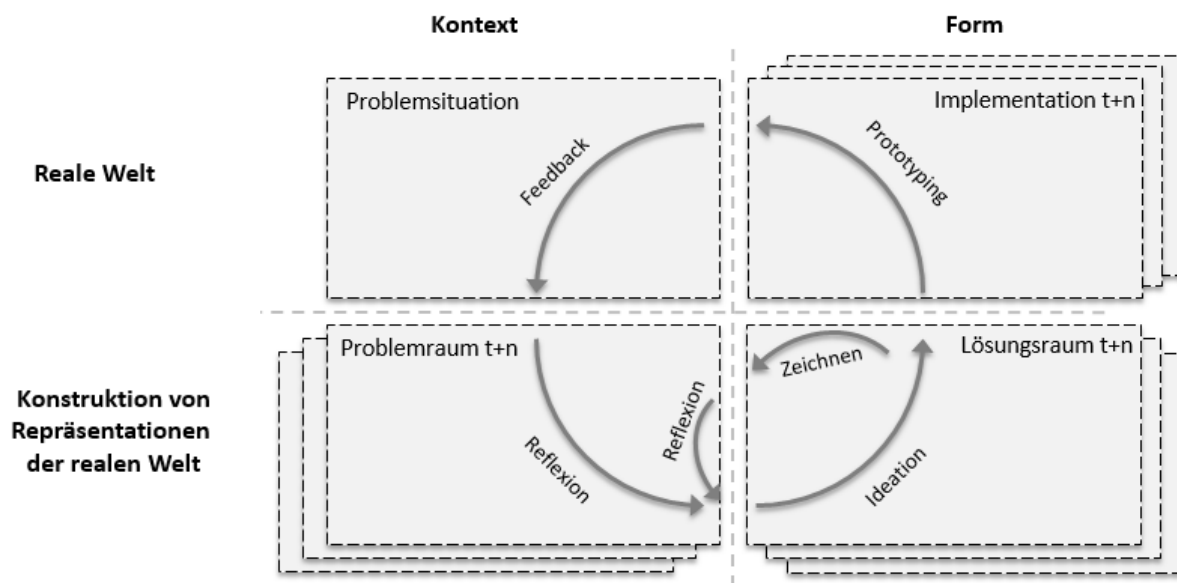 Kontext
Form
Problemsituation
Implementation t+n
Reale Welt
Feedback
Prototyping
Problemraum t+n
Lösungsraum t+n
Zeichnen
Konstruktion von
Repräsentationen
der realen Welt
Reflexion
Reflexion
Ideation